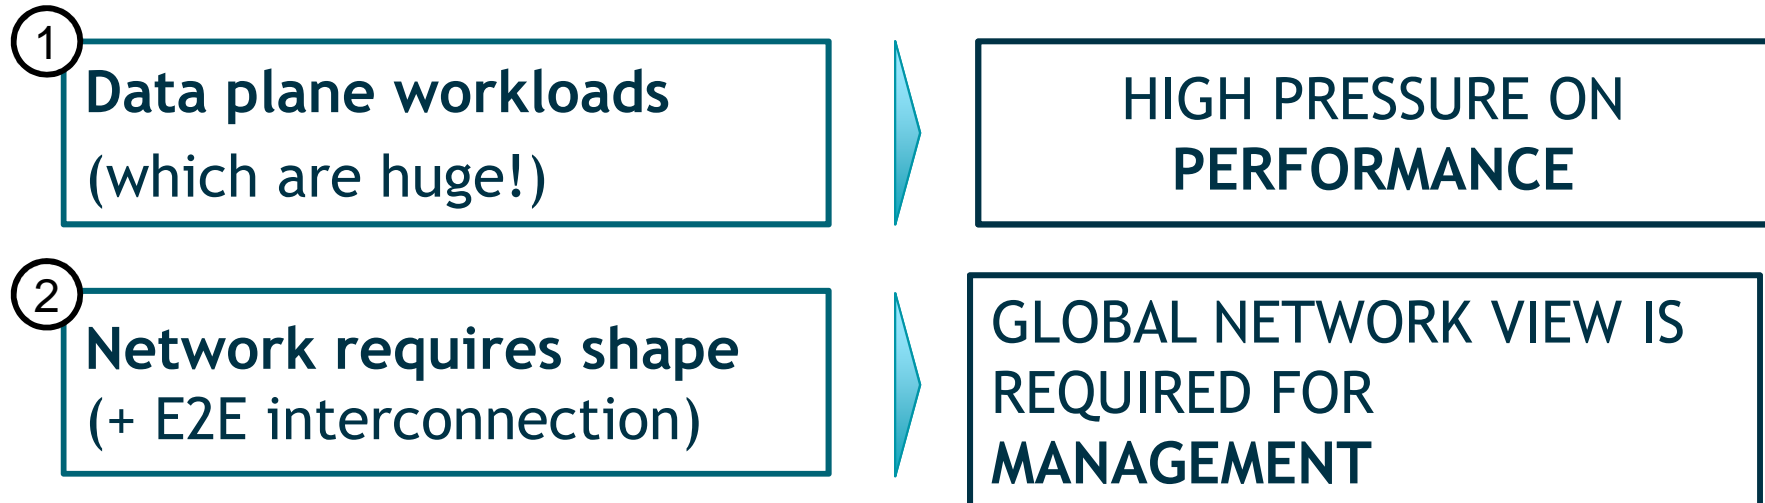 1
Data plane workloads
(which are huge!)
HIGH PRESSURE ON
PERFORMANCE
2
Network requires shape
(+ E2E interconnection)
GLOBAL NETWORK VIEW IS
REQUIRED FOR
MANAGEMENT